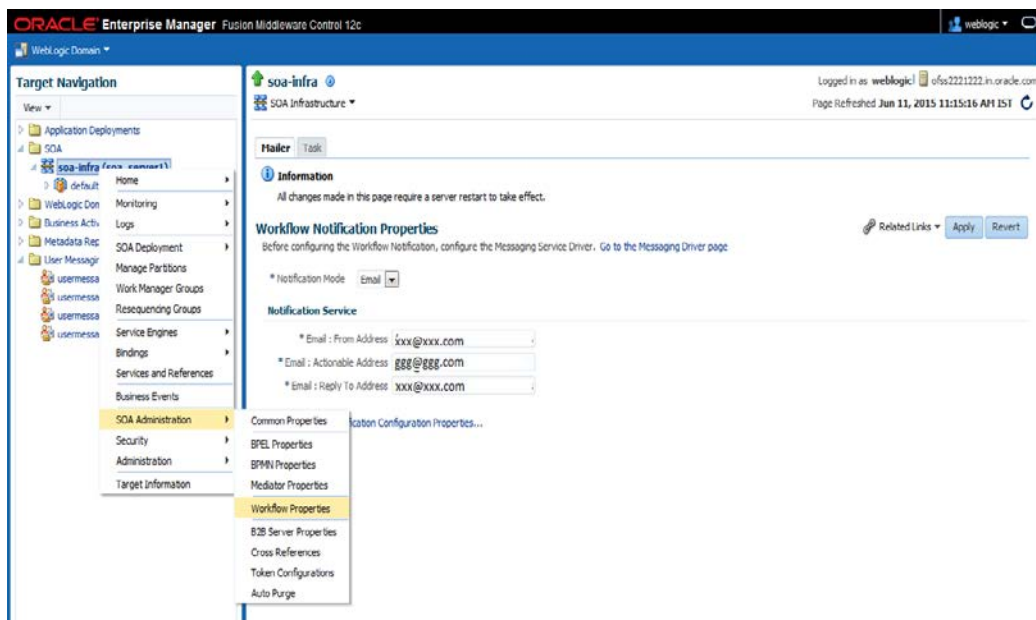 ORACLE Enterprise Manager Fusion Middleware Control 12c
weblogic
WebLogic Domain
Target Navigation
View
Application Deployments
SOA
soa-infra (soa_server1)
default
WebLogic Dom
Business Activ
Metadata Rep
User Messagin
usermessa
usermessa
usermessa
usermessa
Home
Monitoring
Logs
SOA Deployment
Manage Partitions
Work Manager Groups
Resequencing Groups
Service Engines
Bindings
Services and References
Business Events
SOA Administration
Security
Administration
Target Information
Common Properties
BPEL Properties
BPMN Properties
Mediator Properties
Workflow Properties
B2B Server Properties
Cross References
Token Configurations
Auto Purge
soa-infra
SOA Infrastructure
Logged in as weblogic ofss2221222.in.oracle.com
Page Refreshed Jun 11, 2015 11:15:16 AM IST
Mailer Task
Information
All changes made in this page require a server restart to take effect.
Workflow Notification Properties
Related Links Apply Revert
Before configuring the Workflow Notification, configure the Messaging Service Driver. Go to the Messaging Driver page
* Notification Mode Email
Notification Service
* Email : From Address xxx@xxx.com
* Email : Actionable Address ggg@ggg.com
* Email : Reply To Address xxx@xxx.com
fication Configuration Properties...